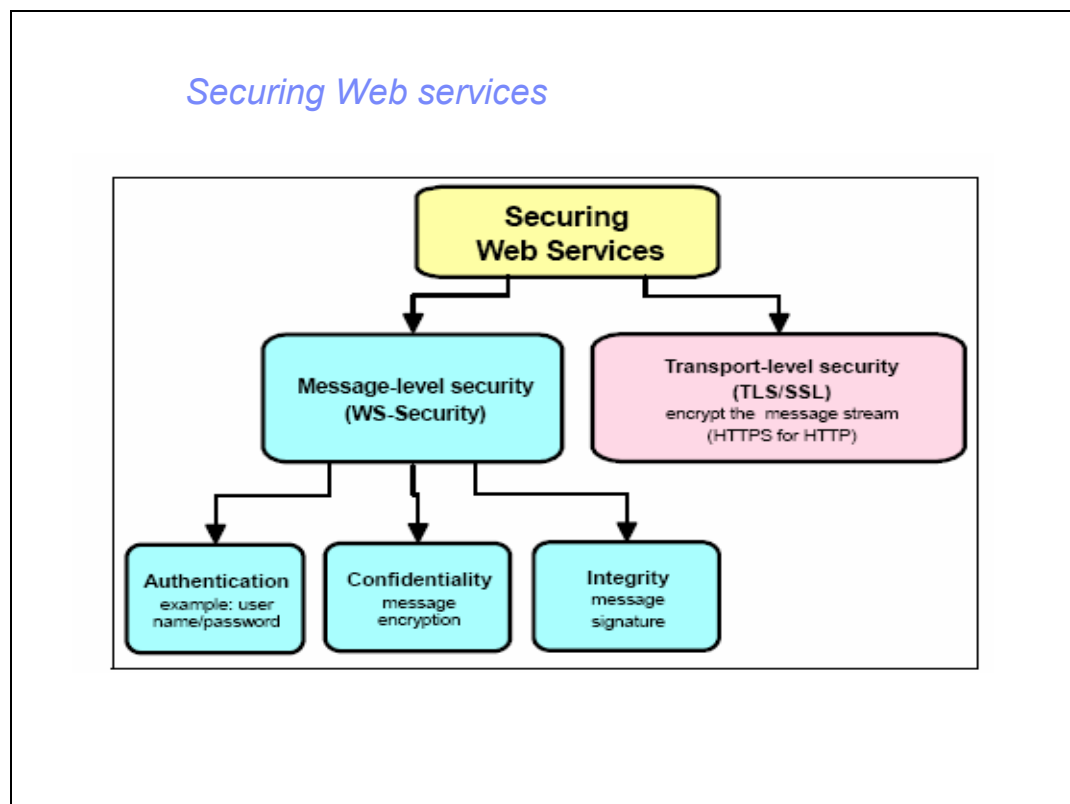 Securing Web services
Securing
Web Services
Message-level security
(WS-Security)
Transport-level security
(TLS/SSL)
encrypt the message stream
(HTTPS for HTTP)
Authentication
example: user
name/password
Confidentiality
message
encryption
Integrity
message
signature